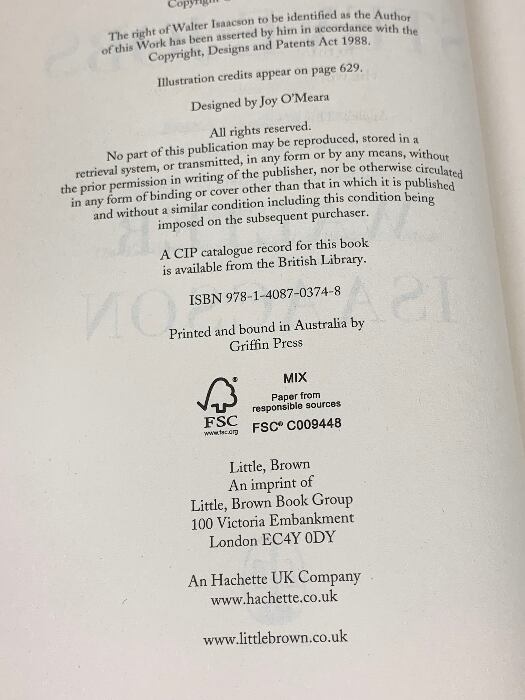 Copyright
The right of Walter Isaacson to be identified as the Author
of this Work has been asserted by him in accordance with the
Copyright, Designs and Patents Act 1988.
Illustration credits appear on page 629.
Designed by Joy O'Meara
All rights reserved.
No part of this publication may be reproduced, stored in a
retrieval system, or transmitted, in any form or by any means, without
the prior permission in writing of the publisher, nor be otherwise circulated
in any form of binding or cover other than that in which it is published
and without a similar condition including this condition being
imposed on the subsequent purchaser.
A CIP catalogue record for this book
is available from the British Library.
ISBN 978-1-4087-0374-8
Printed and bound in Australia by
Griffin Press
FSC
www.fsc.org
MIX
Paper from
responsible sources
FSC® C009448
Little, Brown
An imprint of
Little, Brown Book Group
100 Victoria Embankment
London EC4Y 0DY
An Hachette UK Company
www.hachette.co.uk
www.littlebrown.co.uk